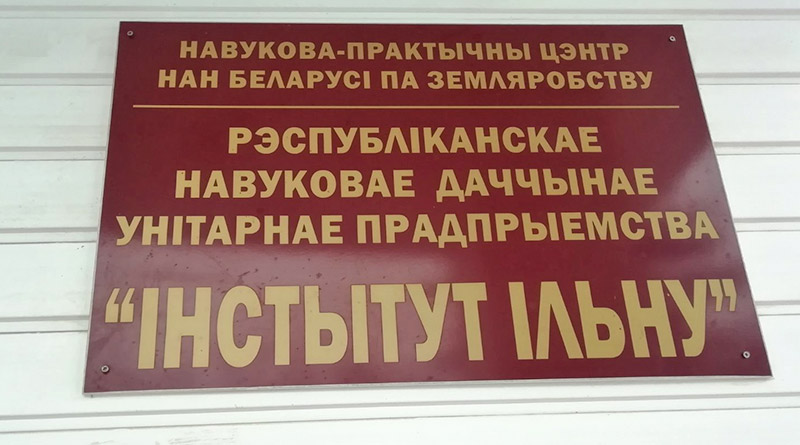 НАВУКОВА-ПРАКТЫЧНЫ ЦЭНТР
НАН БЕЛАРУСІ ПА ЗЕМЛЯРОБСТВУ
РЭСПУБЛІКАНСКАЕ
НАВУКОВАЕ ДАЧЧЫНАЕ
УНІТАРНАЕ ПРАДПРЫЕМСТВА
“ІНСТЫТУТ ІЛЬНУ”